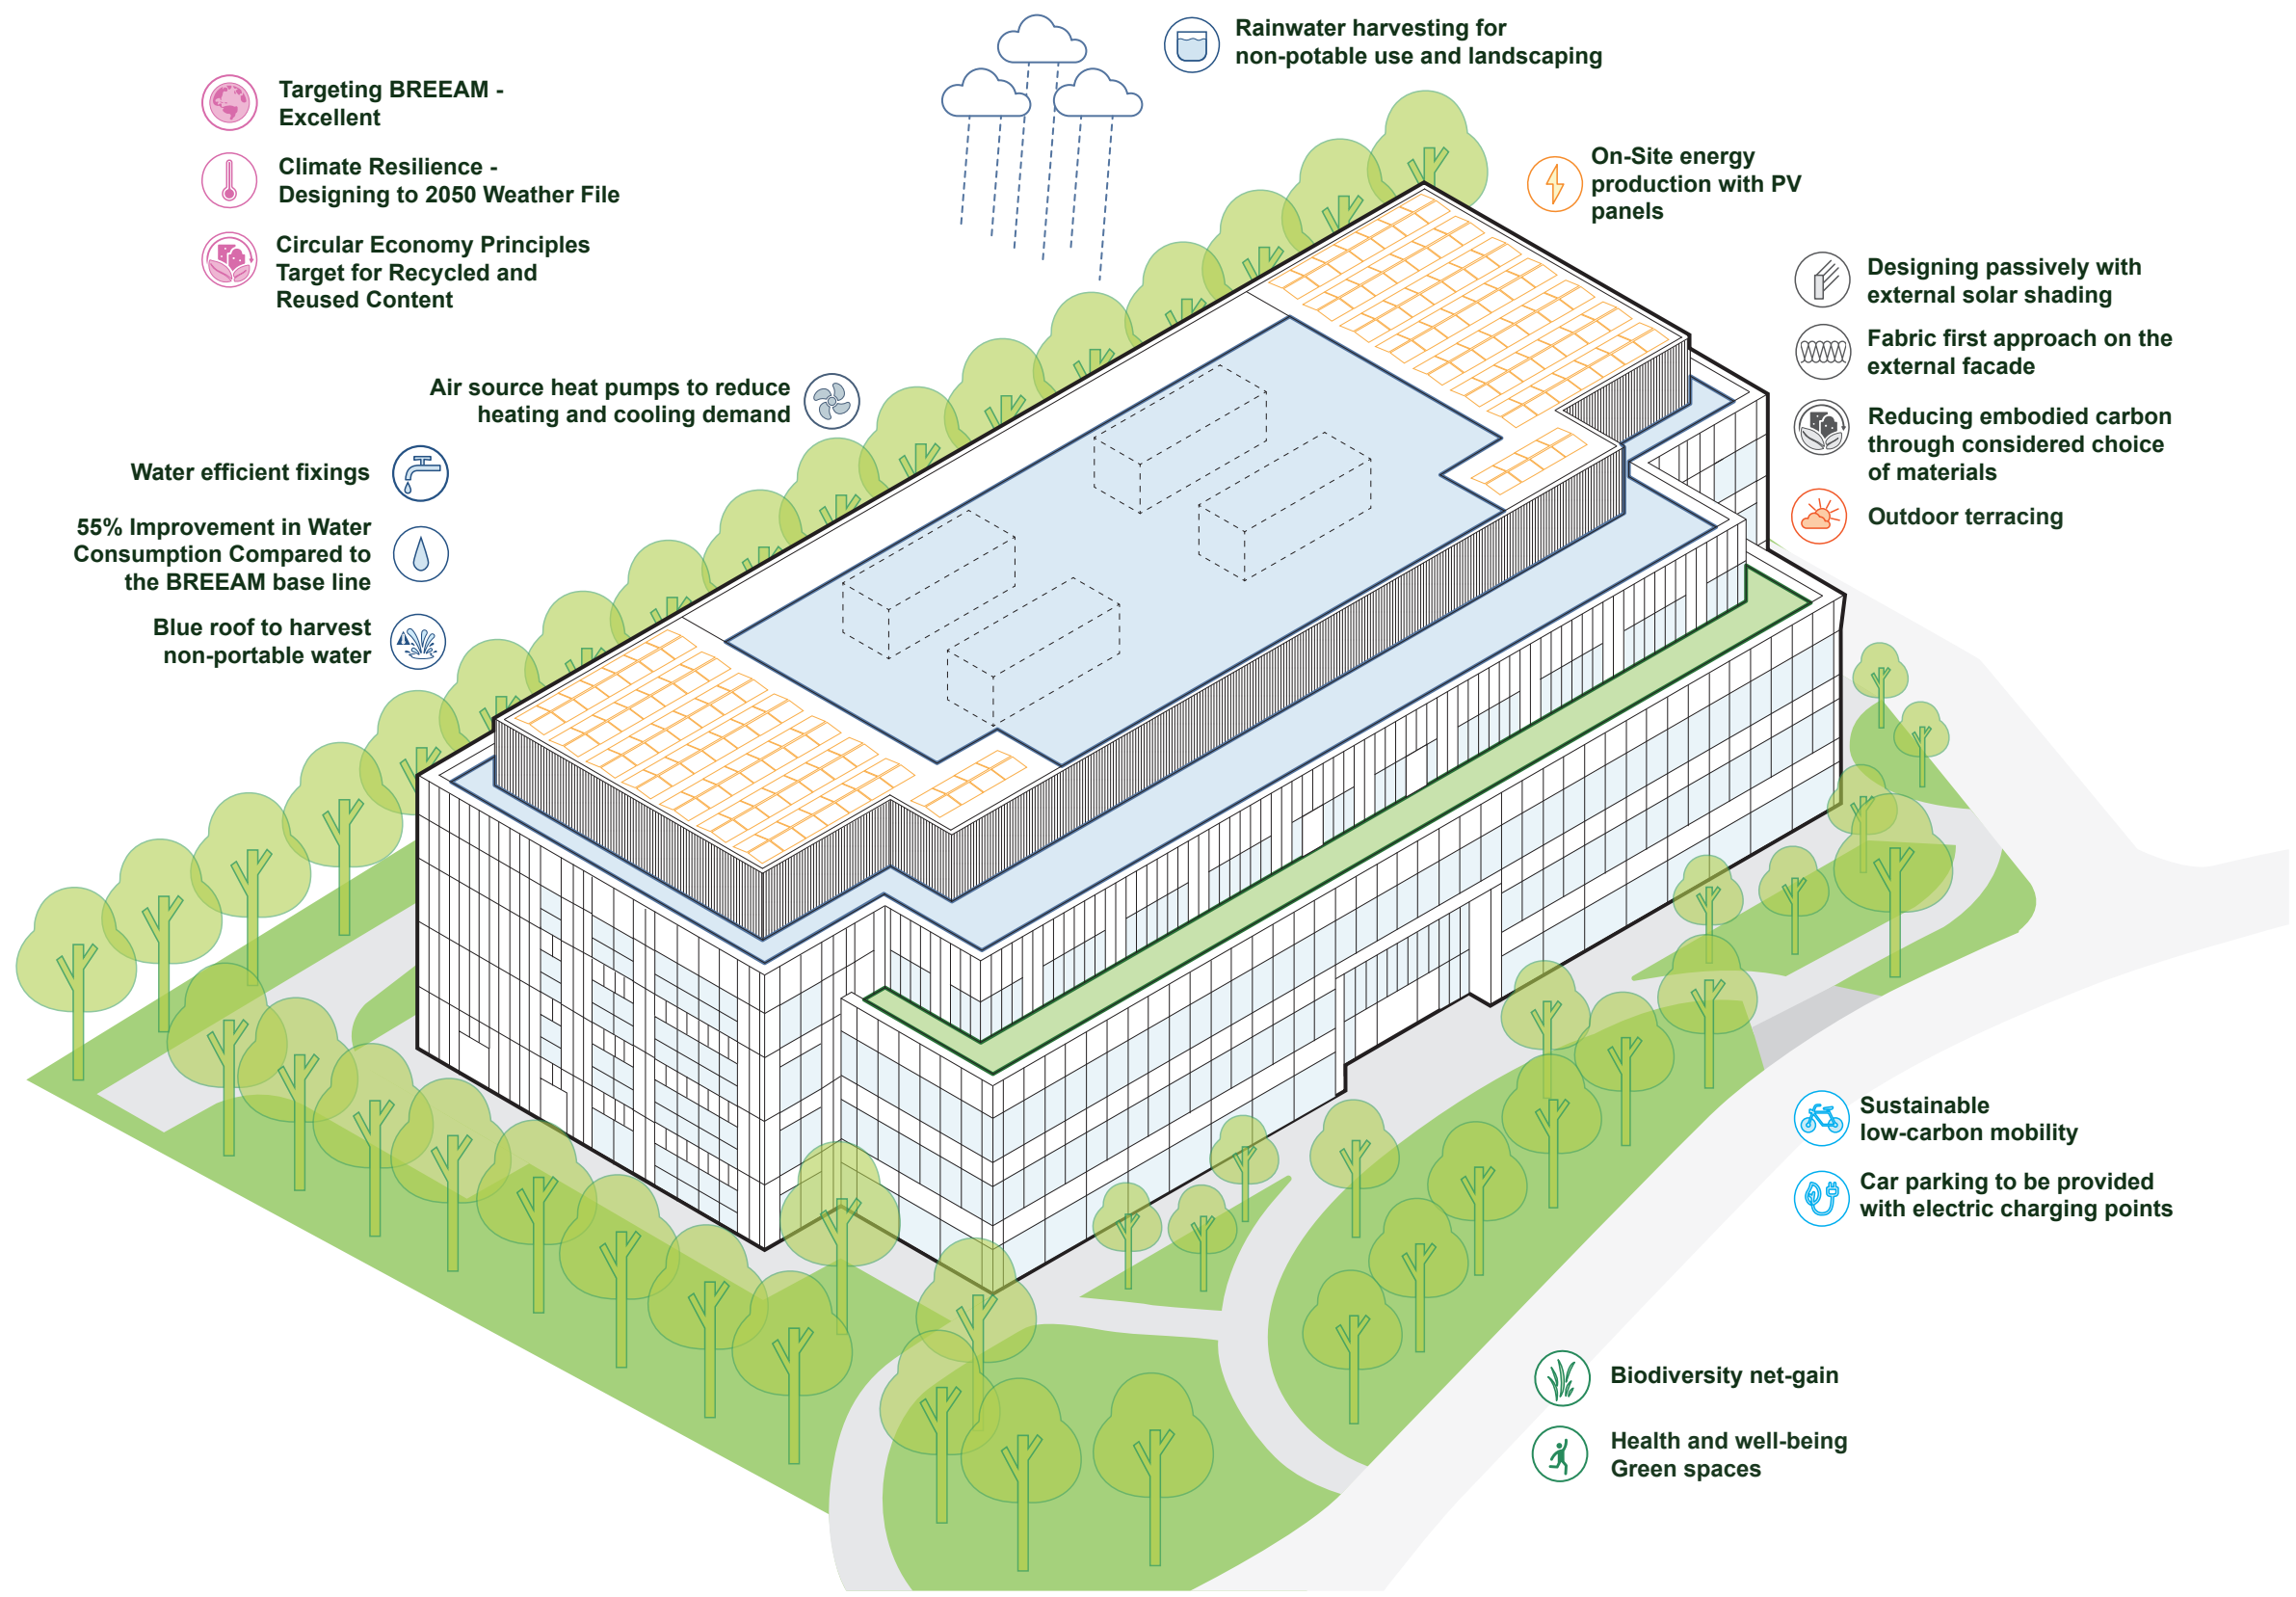 Rainwater harvesting for
non-potable use and landscaping
Targeting BREEAM -
Excellent
Climate Resilience -
Designing to 2050 Weather File
Circular Economy Principles
Target for Recycled and
Reused Content
On-Site energy
production with PV
panels
Designing passively with
external solar shading
Fabric first approach on the
external facade
Reducing embodied carbon
through considered choice
of materials
Outdoor terracing
Air source heat pumps to reduce
heating and cooling demand
Water efficient fixings
55% Improvement in Water
Consumption Compared to
the BREEAM base line
Blue roof to harvest
non-portable water
Sustainable
low-carbon mobility
Car parking to be provided
with electric charging points
Biodiversity net-gain
Health and well-being
Green spaces